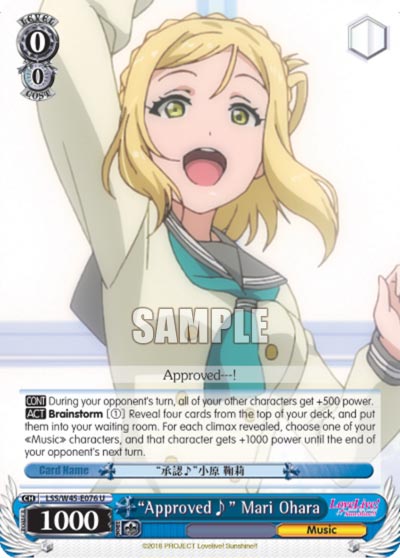 LEVEL
0
0
COST
SAMPLE
Approved---!
CONT During your opponent's turn, all of your other characters get +500 power.
ACT Brainstorm [①] Reveal four cards from the top of your deck, and put
them into your waiting room. For each climax revealed, choose one of your
«Music» characters, and that character gets +1000 power until the end of
your opponent's next turn.
Card Name "承認♪"小原 鞠莉
CH LSS/W45-E076 U
1000
"Approved♪" Mari Ohara
LoveLive!
Sunshine!!
Music
©2016 PROJECT Lovelive! Sunshine!!